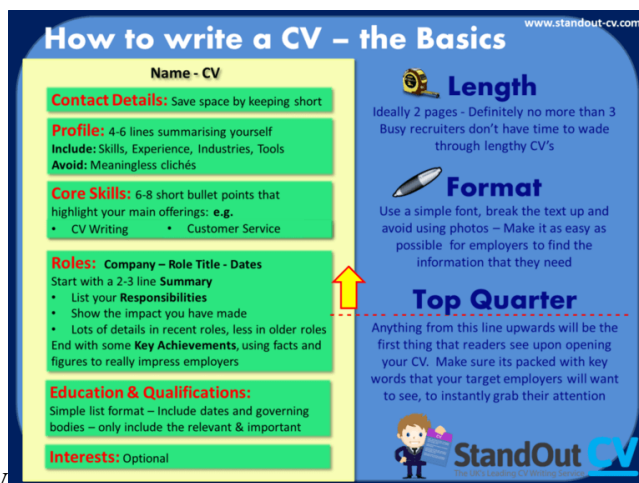 www.standout-cv.com
How to write a CV – the Basics
Name - CV
Contact Details: Save space by keeping short
Profile: 4-6 lines summarising yourself
Include: Skills, Experience, Industries, Tools
Avoid: Meaningless clichés
Core Skills: 6-8 short bullet points that
highlight your main offerings: e.g.
• CV Writing • Customer Service
Roles: Company – Role Title - Dates
Start with a 2-3 line Summary
• List your Responsibilities
• Show the impact you have made
• Lots of details in recent roles, less in older roles
End with some Key Achievements, using facts and
figures to really impress employers
Education & Qualifications:
Simple list format – Include dates and governing
bodies – only include the relevant & important
Interests: Optional
Length
Ideally 2 pages - Definitely no more than 3
Busy recruiters don’t have time to wade
through lengthy CV’s
Format
Use a simple font, break the text up and
avoid using photos – Make it as easy as
possible for employers to find the
information that they need
Top Quarter
Anything from this line upwards will be the
first thing that readers see upon opening
your CV. Make sure its packed with key
words that your target employers will want
to see, to instantly grab their attention
StandOut CV
The UK's Leading CV Writing Service